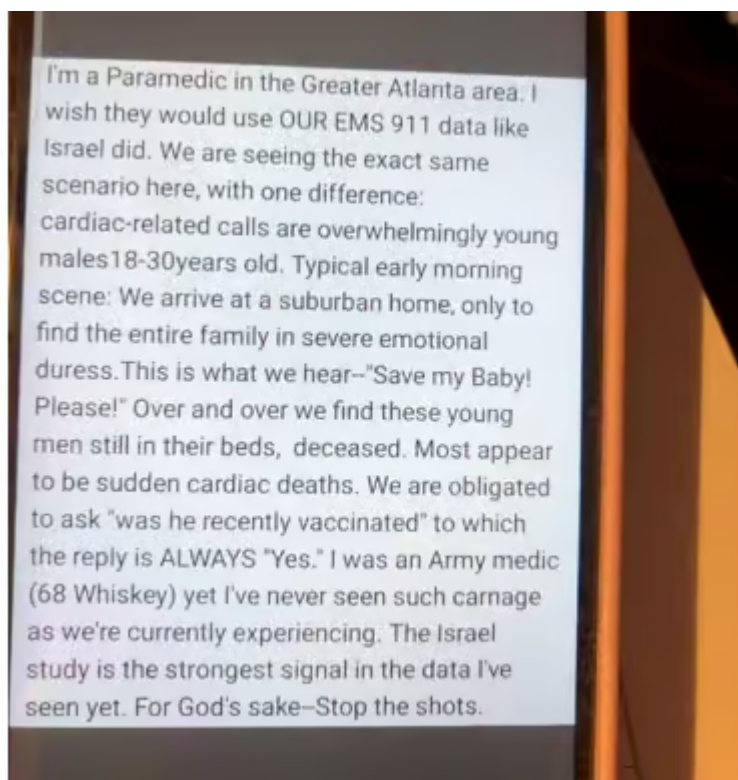 I'm a Paramedic in the Greater Atlanta area. I
wish they would use OUR EMS 911 data like
Israel did. We are seeing the exact same
scenario here, with one difference:
cardiac-related calls are overwhelmingly young
males18-30years old. Typical early morning
scene: We arrive at a suburban home, only to
find the entire family in severe emotional
duress.This is what we hear--"Save my Baby!
Please!" Over and over we find these young
men still in their beds, deceased. Most appear
to be sudden cardiac deaths. We are obligated
to ask "was he recently vaccinated" to which
the reply is ALWAYS "Yes." I was an Army medic
(68 Whiskey) yet I've never seen such carnage
as we're currently experiencing. The Israel
study is the strongest signal in the data I've
seen yet. For God's sake--Stop the shots.